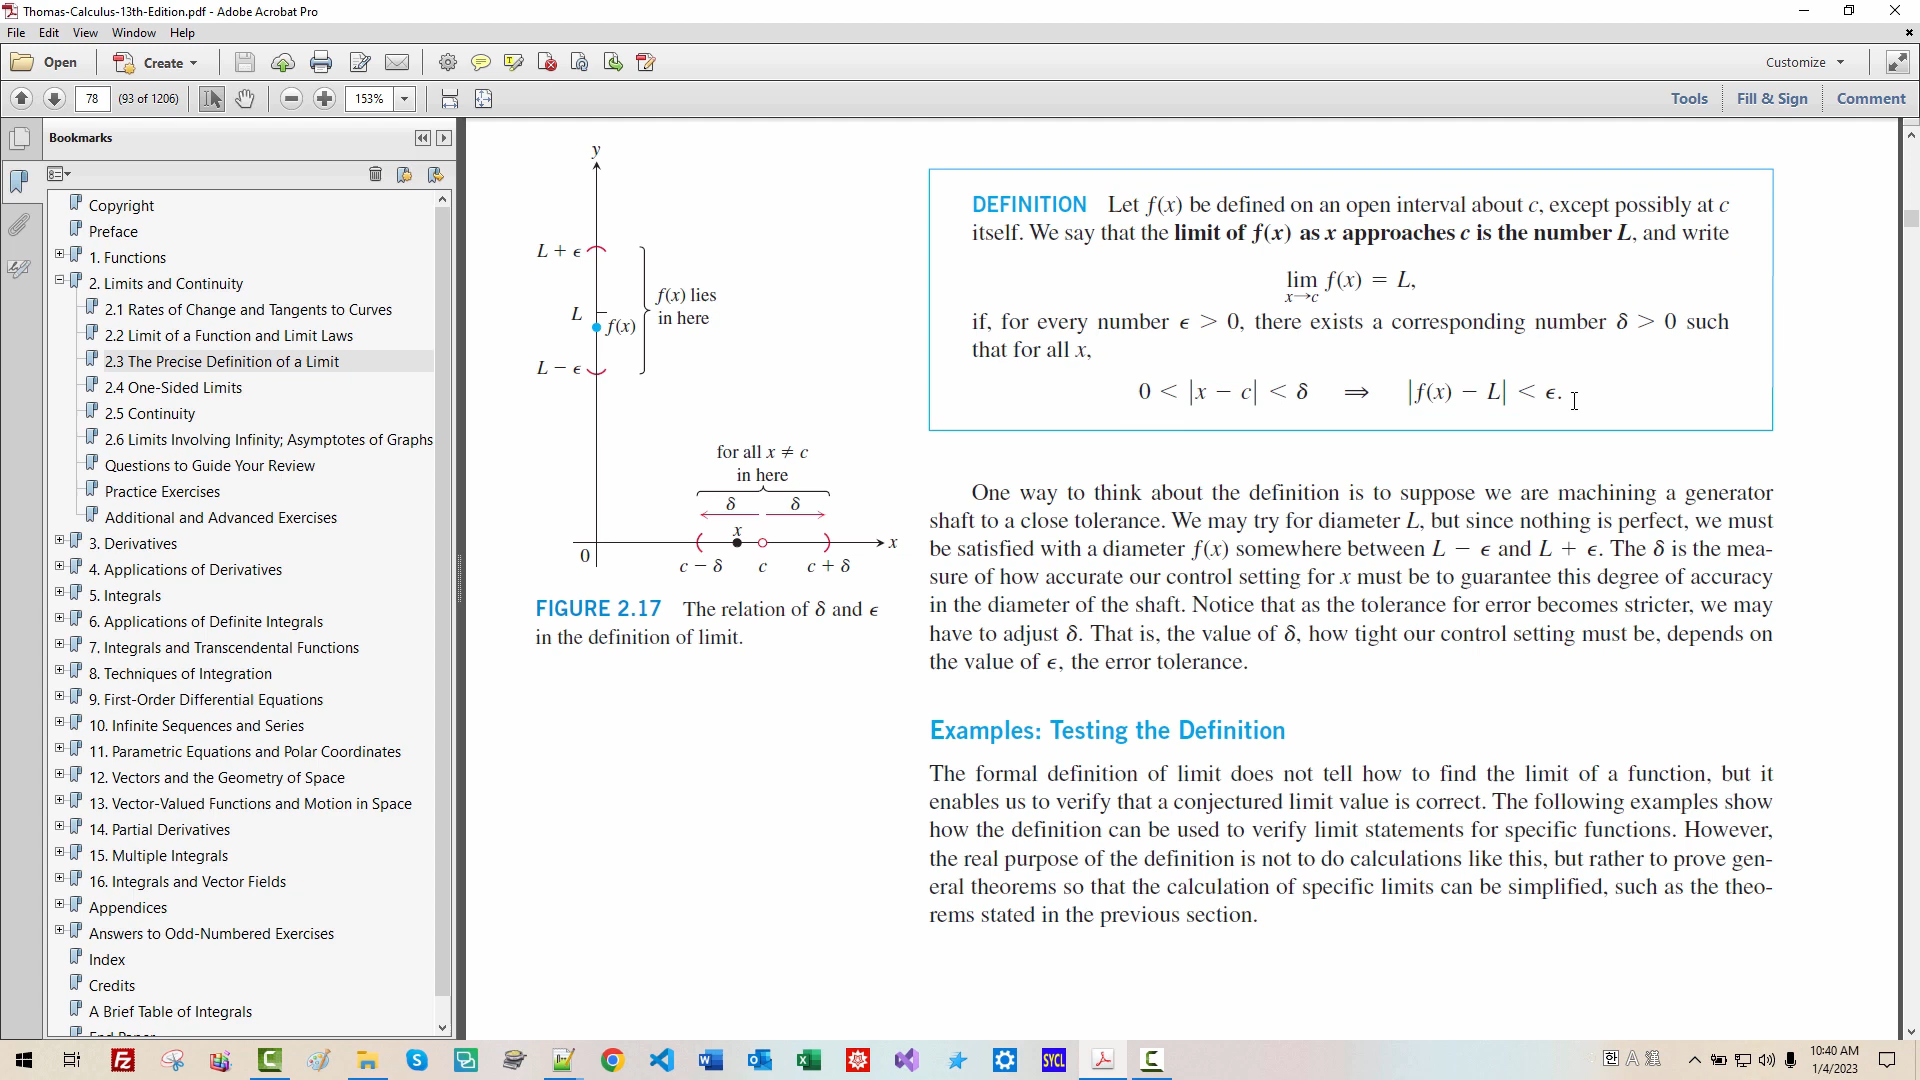 Thomas-Calculus-13th-Edition.pdf - Adobe Acrobat Pro
File Edit View Window Help
Open Create Customize
78 (93 of 1206) 153% Tools Fill & Sign Comment
Bookmarks
Copyright
Preface
1. Functions
2. Limits and Continuity
2.1 Rates of Change and Tangents to Curves
2.2 Limit of a Function and Limit Laws
2.3 The Precise Definition of a Limit
2.4 One-Sided Limits
2.5 Continuity
2.6 Limits Involving Infinity; Asymptotes of Graphs
Questions to Guide Your Review
Practice Exercises
Additional and Advanced Exercises
3. Derivatives
4. Applications of Derivatives
5. Integrals
6. Applications of Definite Integrals
7. Integrals and Transcendental Functions
8. Techniques of Integration
9. First-Order Differential Equations
10. Infinite Sequences and Series
11. Parametric Equations and Polar Coordinates
12. Vectors and the Geometry of Space
13. Vector-Valued Functions and Motion in Space
14. Partial Derivatives
15. Multiple Integrals
16. Integrals and Vector Fields
Appendices
Answers to Odd-Numbered Exercises
Index
Credits
A Brief Table of Integrals
End Paper
y
L + ϵ
f(x) lies
in here
L
f(x)
L − ϵ
for all x ≠ c
in here
δ δ
x
x
0
c − δ c c + δ
FIGURE 2.17 The relation of δ and ϵ
in the definition of limit.
DEFINITION Let f(x) be defined on an open interval about c, except possibly at c
itself. We say that the limit of f(x) as x approaches c is the number L, and write
lim f(x) = L,
x→c
if, for every number ϵ > 0, there exists a corresponding number δ > 0 such
that for all x,
0 < |x − c| < δ ⟹ |f(x) − L| < ϵ.
One way to think about the definition is to suppose we are machining a generator
shaft to a close tolerance. We may try for diameter L, but since nothing is perfect, we must
be satisfied with a diameter f(x) somewhere between L − ϵ and L + ϵ. The δ is the mea-
sure of how accurate our control setting for x must be to guarantee this degree of accuracy
in the diameter of the shaft. Notice that as the tolerance for error becomes stricter, we may
have to adjust δ. That is, the value of δ, how tight our control setting must be, depends on
the value of ϵ, the error tolerance.
Examples: Testing the Definition
The formal definition of limit does not tell how to find the limit of a function, but it
enables us to verify that a conjectured limit value is correct. The following examples show
how the definition can be used to verify limit statements for specific functions. However,
the real purpose of the definition is not to do calculations like this, but rather to prove gen-
eral theorems so that the calculation of specific limits can be simplified, such as the theo-
rems stated in the previous section.
SYCL
한 A 漢
10:40 AM
1/4/2023